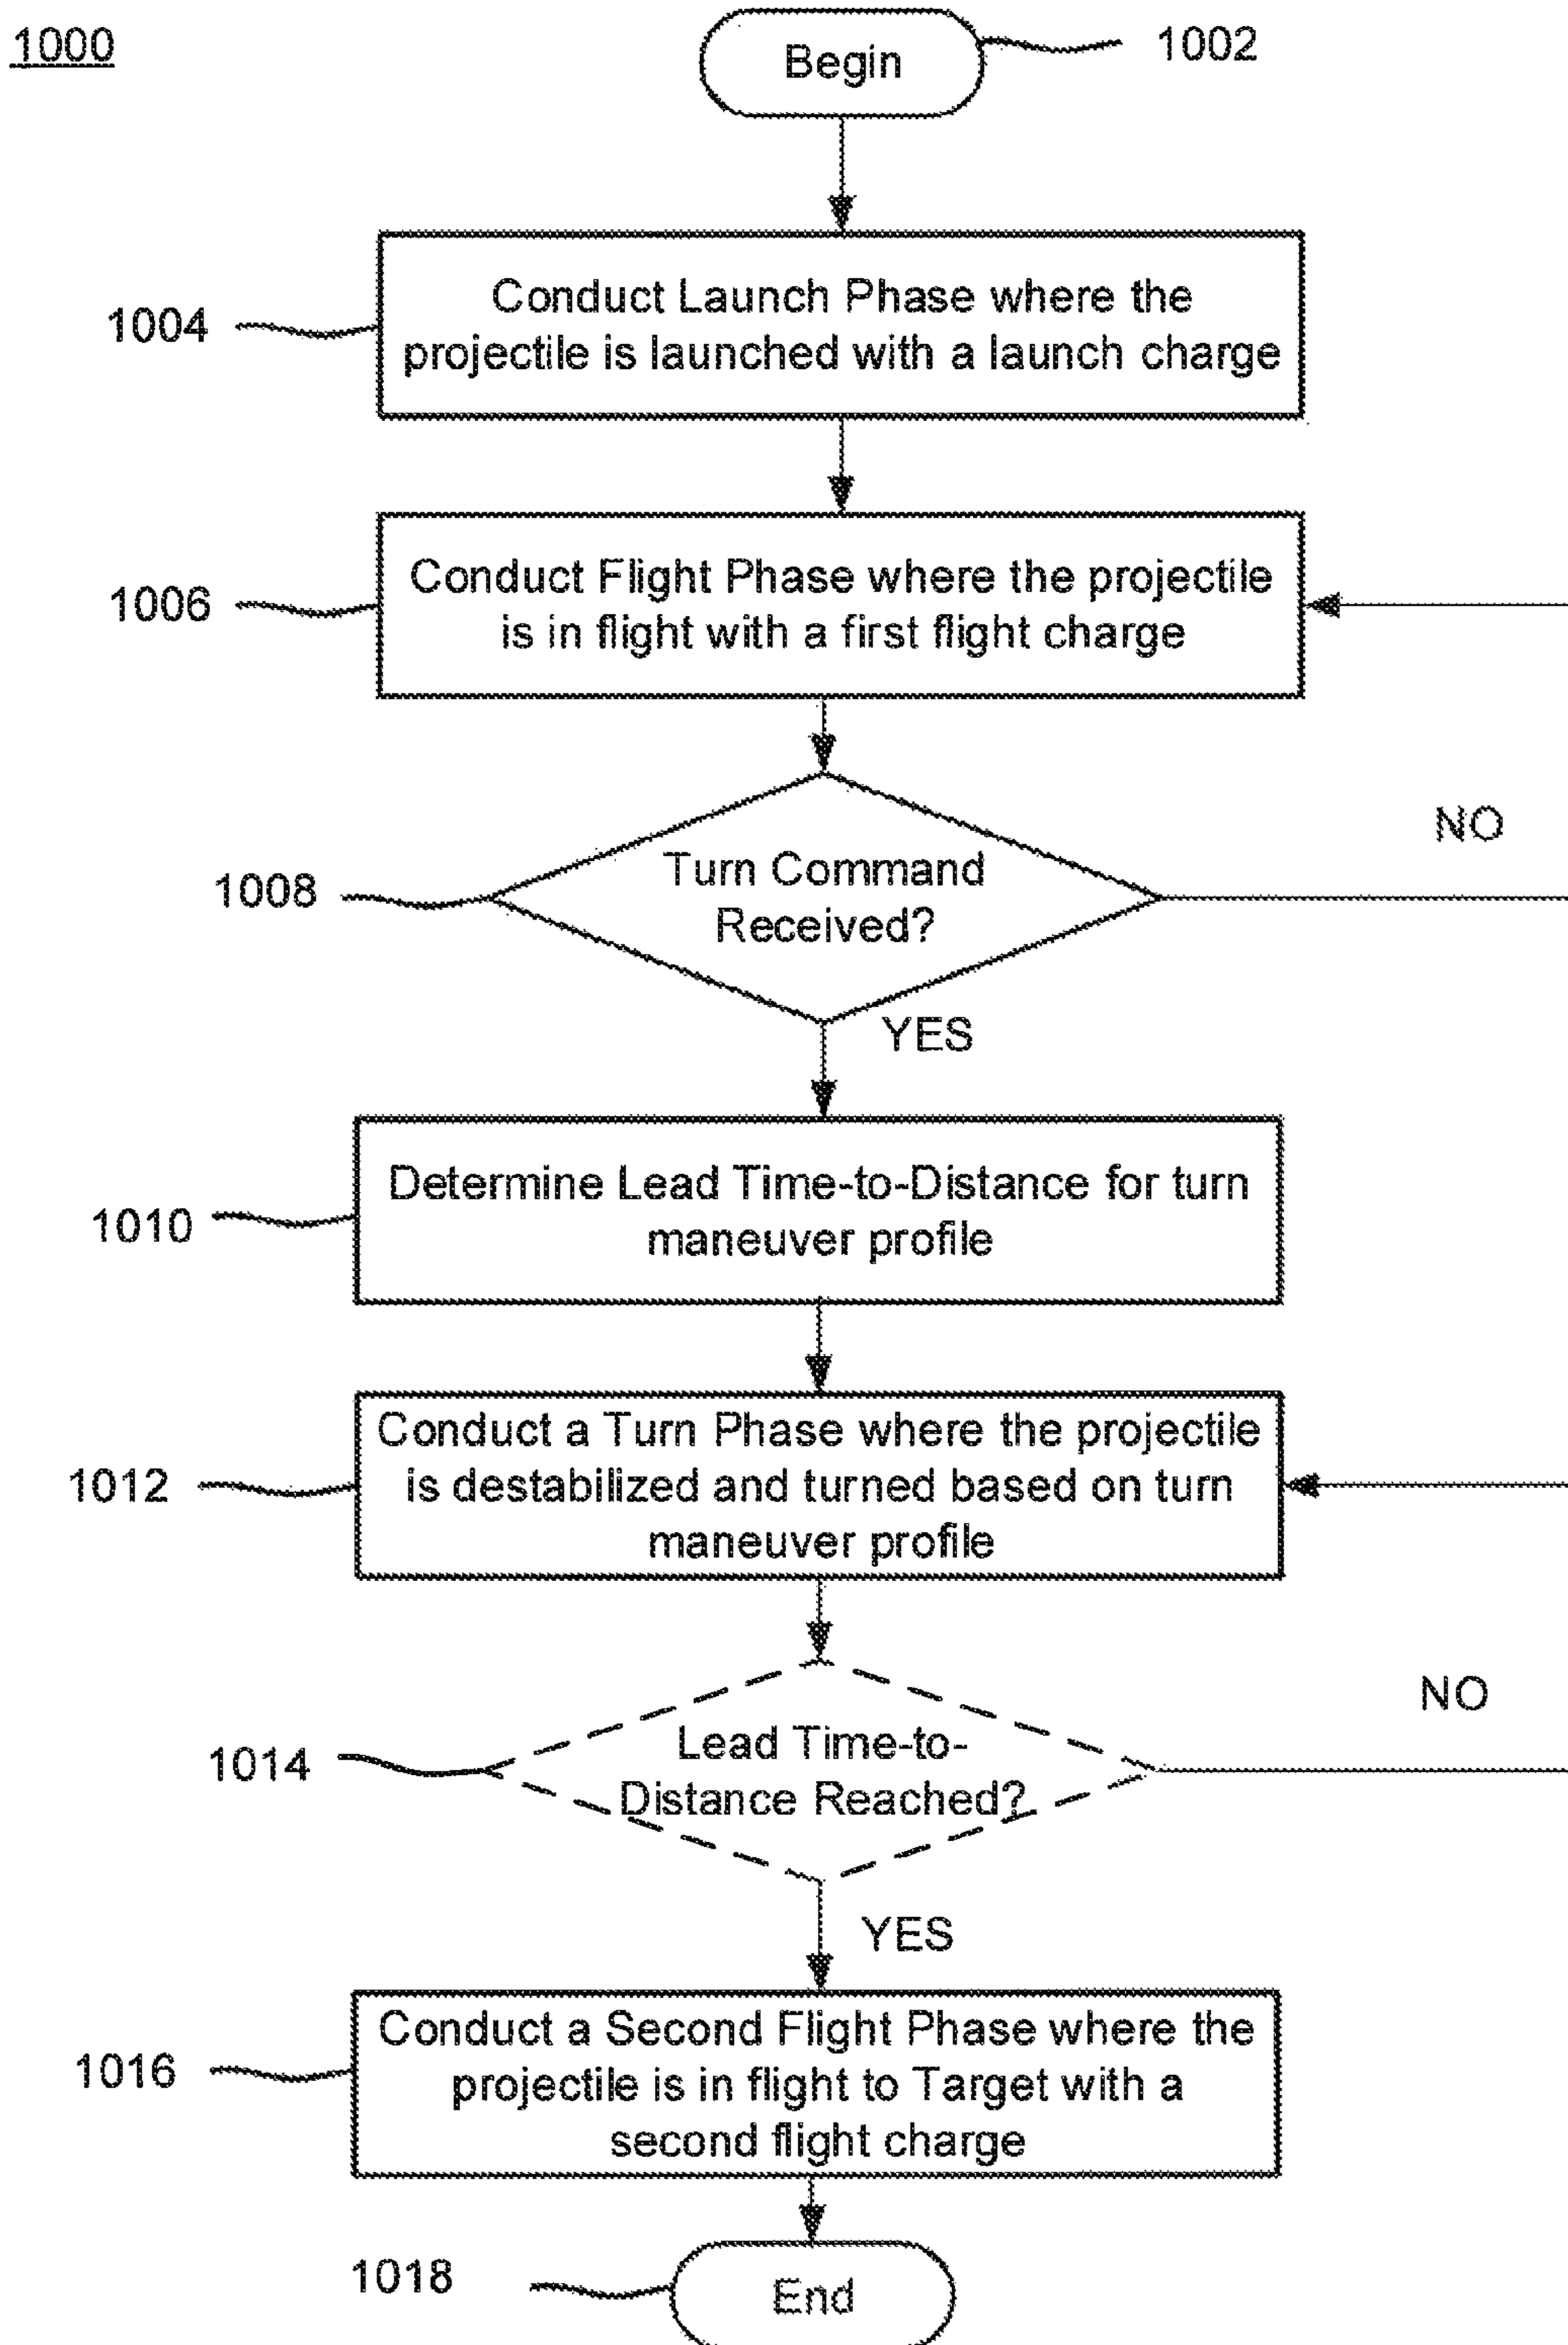 1000
Begin
1002
Conduct Launch Phase where the
projectile is launched with a launch charge
1004
Conduct Flight Phase where the projectile
is in flight with a first flight charge
1006
Turn Command
Received?
1008
NO
YES
Determine Lead Time-to-Distance for turn
maneuver profile
1010
Conduct a Turn Phase where the projectile
is destabilized and turned based on turn
maneuver profile
1012
Lead Time-to-
Distance Reached?
1014
NO
YES
Conduct a Second Flight Phase where the
projectile is in flight to Target with a
second flight charge
1016
End
1018